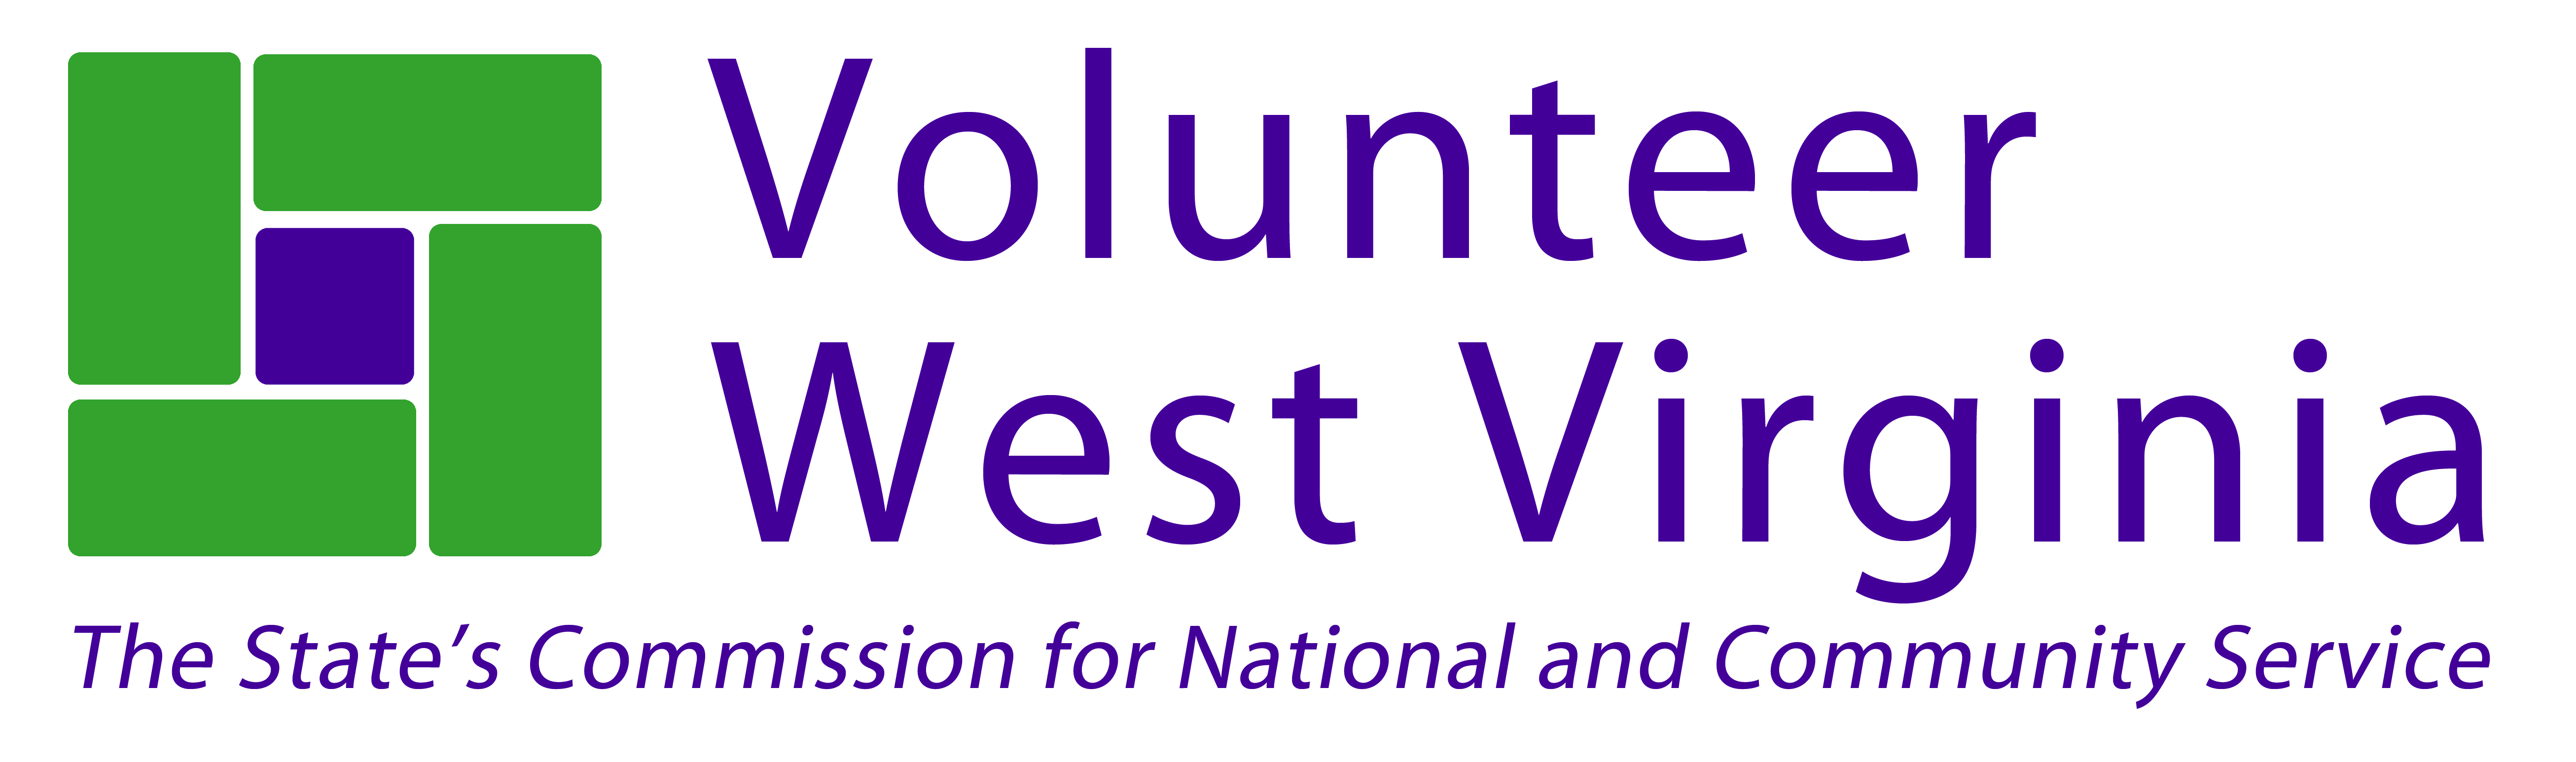 Volunteer
West Virginia
The State’s Commission for National and Community Service